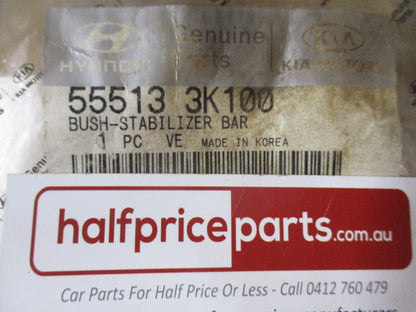 HYUNDAI Genuine Parts KIA KIA MOTORS
55513 3K100
BUSH-STABILIZER BAR
1 PC VE MADE IN KOREA
halfpriceparts.com.au
Car Parts For Half Price Or Less - Call 0412 760 479